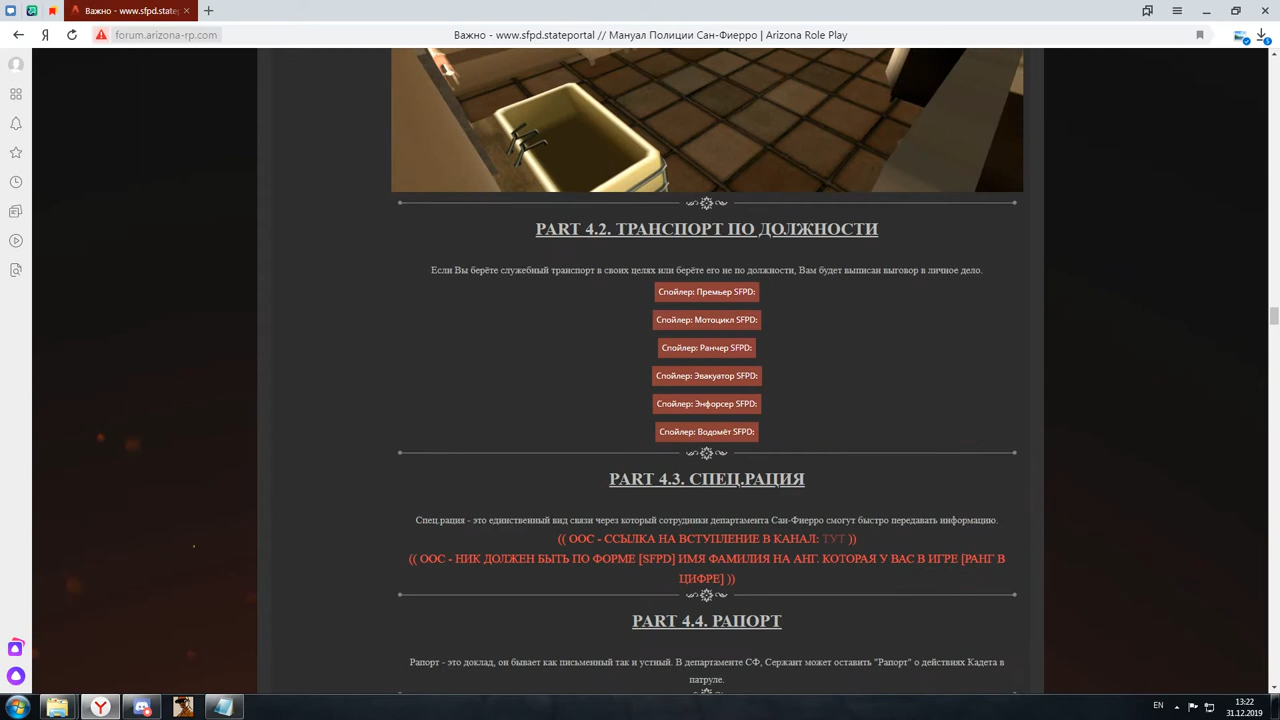 Важно - www.sfpd.state
forum.arizona-rp.com
Важно - www.sfpd.stateportal // Мануал Полиции Сан-Фиерро | Arizona Role Play
PART 4.2. ТРАНСПОРТ ПО ДОЛЖНОСТИ
Если Вы берёте служебный транспорт в своих целях или берёте его не по должности, Вам будет выписан выговор в личное дело.
Спойлер: Премьер SFPD:
Спойлер: Мотоцикл SFPD:
Спойлер: Ранчер SFPD:
Спойлер: Эвакуатор SFPD:
Спойлер: Энфорсер SFPD:
Спойлер: Водомёт SFPD:
PART 4.3. СПЕЦ.РАЦИЯ
Спец.рация - это единственный вид связи через который сотрудники департамента Сан-Фиерро смогут быстро передавать информацию.
(( ООС - ССЫЛКА НА ВСТУПЛЕНИЕ В КАНАЛ: ТУТ ))
(( ООС - НИК ДОЛЖЕН БЫТЬ ПО ФОРМЕ [SFPD] ИМЯ ФАМИЛИЯ НА АНГ. КОТОРАЯ У ВАС В ИГРЕ [РАНГ В
ЦИФРЕ] ))
PART 4.4. РАПОРТ
Рапорт - это доклад, он бывает как письменный так и устный. В департаменте СФ, Сержант может оставить "Рапорт" о действиях Кадета в
патруле.
EN
13:22
31.12.2019